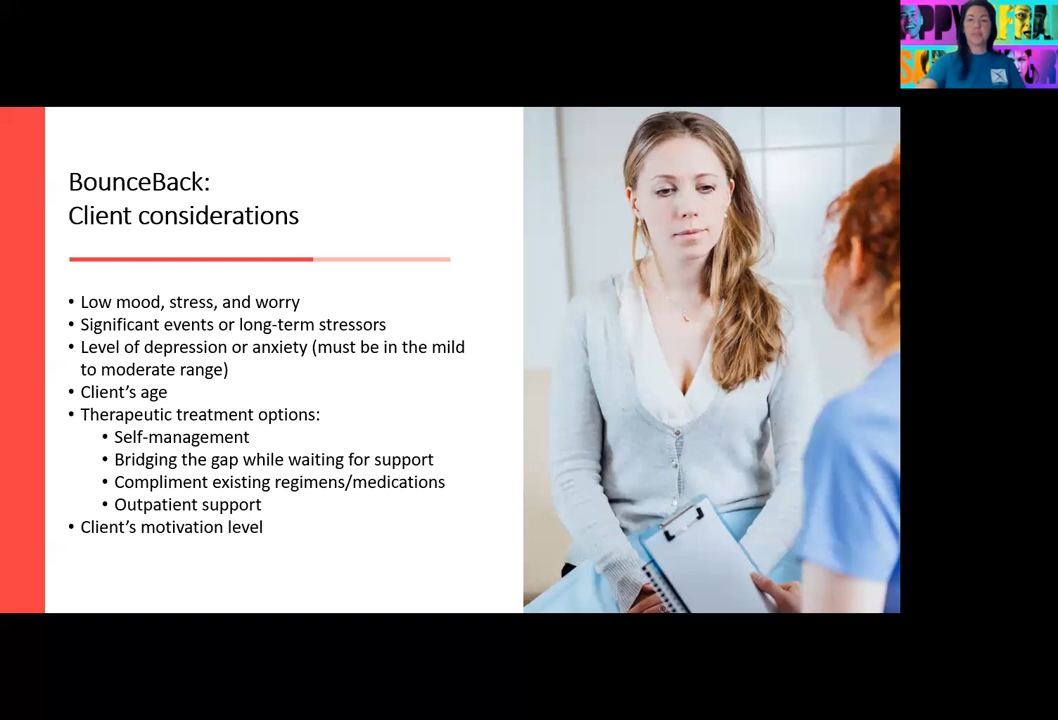 BounceBack:
Client considerations
• Low mood, stress, and worry
• Significant events or long-term stressors
• Level of depression or anxiety (must be in the mild
to moderate range)
• Client's age
• Therapeutic treatment options:
• Self-management
• Bridging the gap while waiting for support
• Compliment existing regimens/medications
• Outpatient support
• Client's motivation level